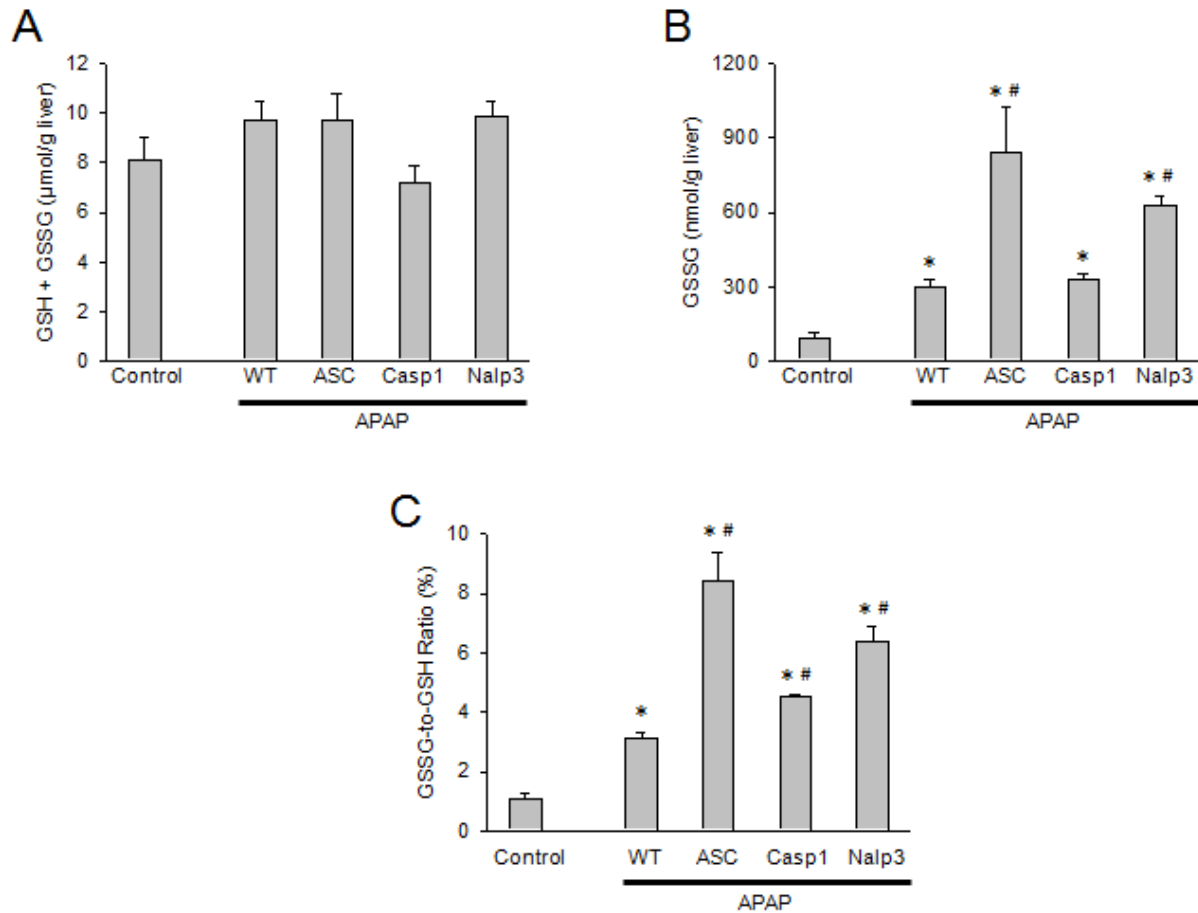 A
GSH + GSSG (μmol/g liver)
12
10
8
6
4
2
0
Control
WT
ASC
Casp1
Nalp3
APAP
B
GSSG (nmol/g liver)
1200
900
600
300
0
*
* #
*
* #
Control
WT
ASC
Casp1
Nalp3
APAP
C
GSSG-to-GSH Ratio (%)
10
8
6
4
2
0
*
* #
* #
* #
Control
WT
ASC
Casp1
Nalp3
APAP